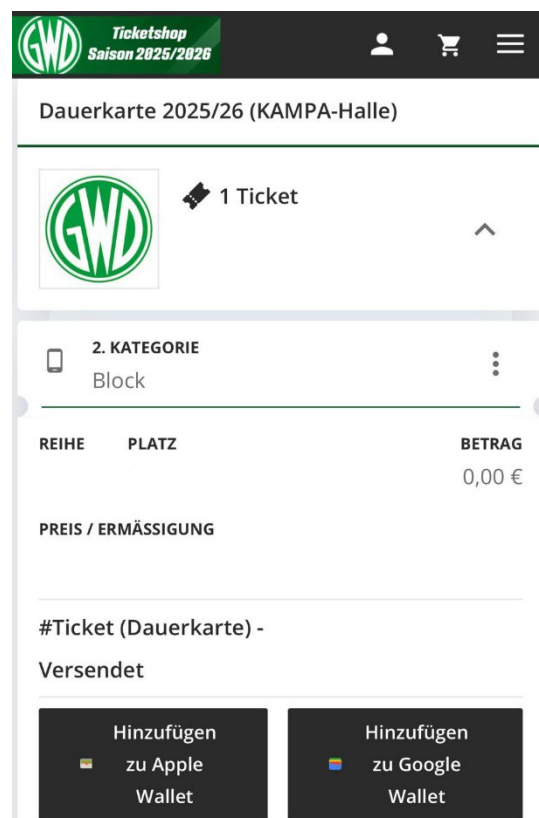 GWD
Ticketshop
Saison 2025/2026
Dauerkarte 2025/26 (KAMPA-Halle)
GWD
1 Ticket
2. KATEGORIE
Block
REIHE PLATZ BETRAG
0,00 €
PREIS / ERMÄSSIGUNG
#Ticket (Dauerkarte) -
Versendet
Hinzufügen
zu Apple
Wallet
Hinzufügen
zu Google
Wallet